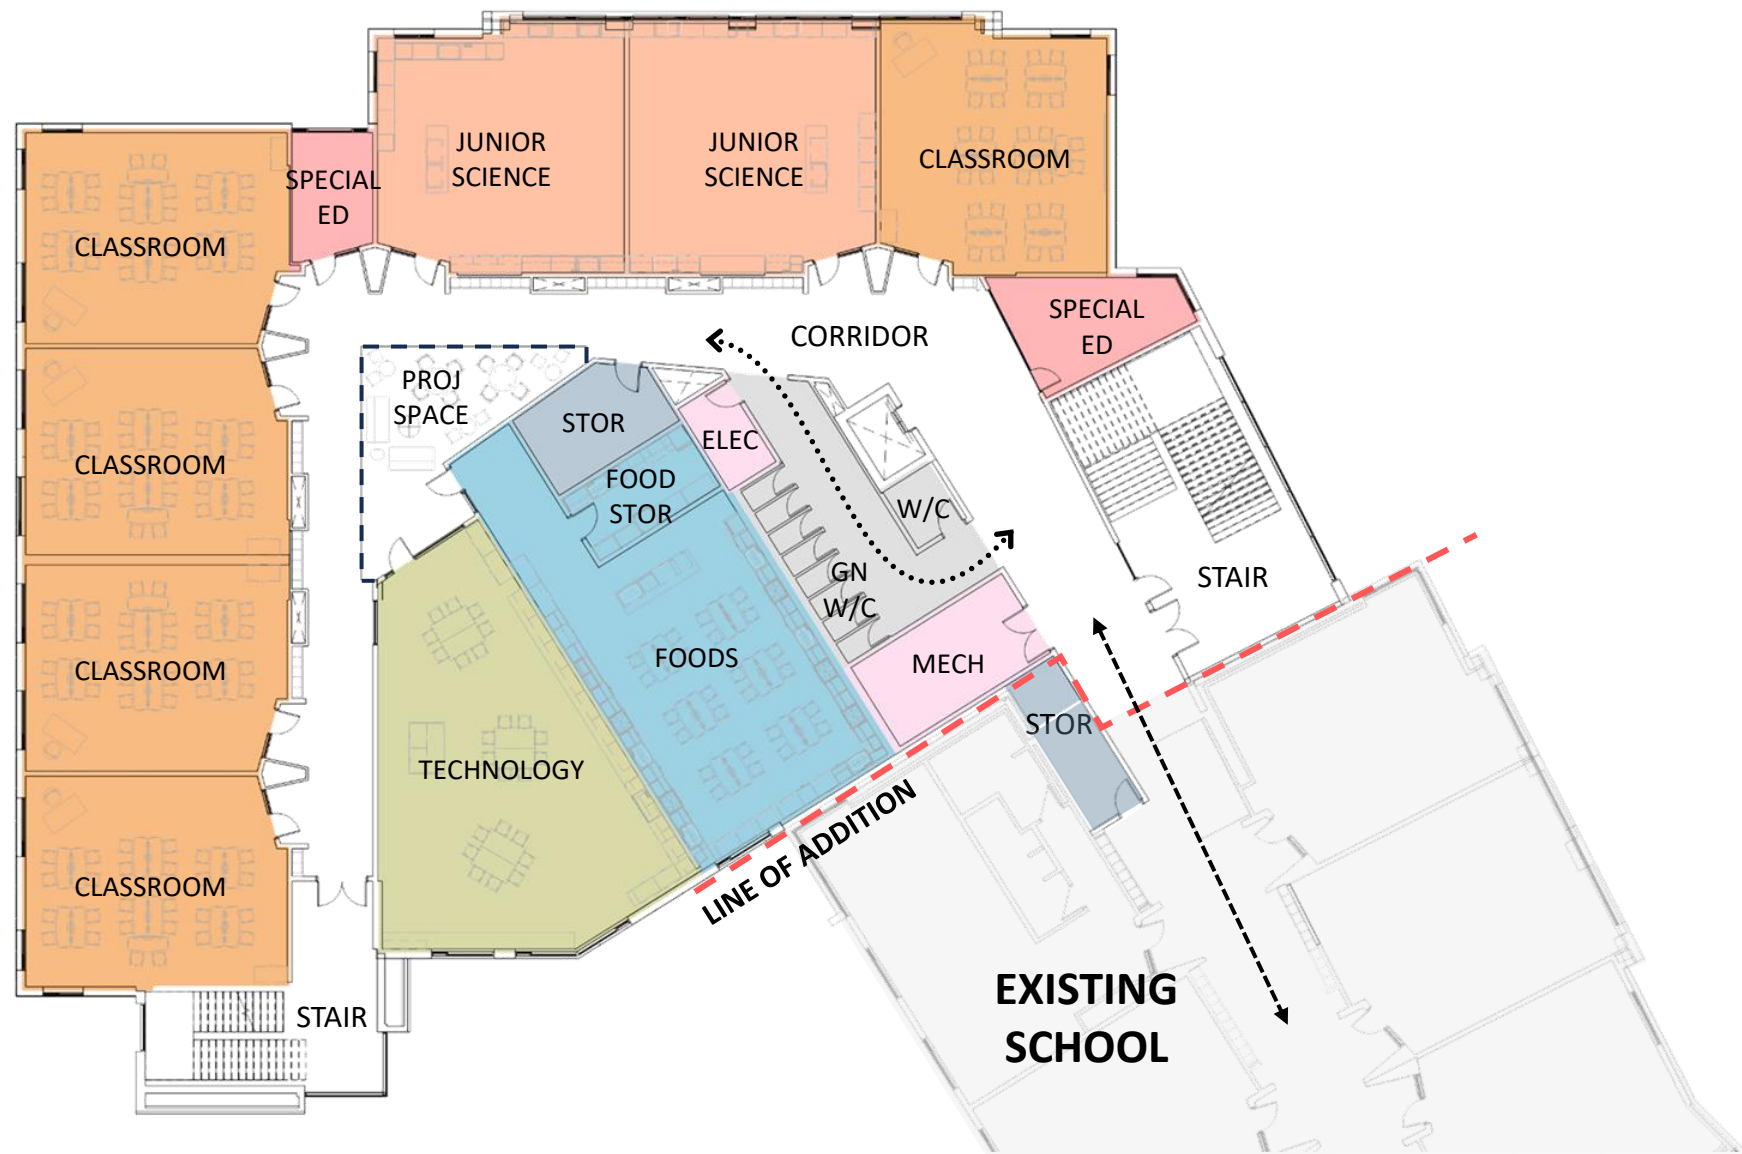 JUNIOR
SCIENCE
JUNIOR
SCIENCE
CLASSROOM
SPECIAL
ED
CLASSROOM
SPECIAL
ED
CORRIDOR
PROJ
SPACE
STOR
ELEC
CLASSROOM
FOOD
STOR
W/C
GN
W/C
STAIR
FOODS
MECH
CLASSROOM
STOR
TECHNOLOGY
LINE OF ADDITION
CLASSROOM
STAIR
EXISTING
SCHOOL